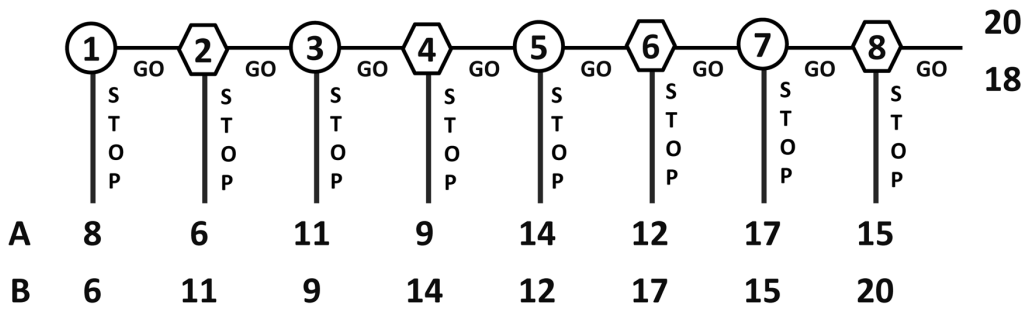 1 2 3 4 5 6 7 8 20
GO GO GO GO GO GO GO GO 18
STOP STOP STOP STOP STOP STOP STOP STOP
A 8 6 11 9 14 12 17 15
B 6 11 9 14 12 17 15 20